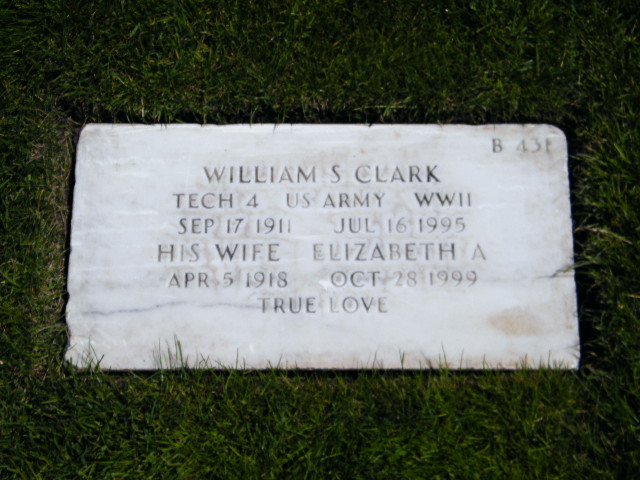 B 431
WILLIAM S CLARK
TECH 4 US ARMY WWII
SEP 17 1911 JUL 16 1995
HIS WIFE ELIZABETH A
APR 5 1918 OCT 28 1999
TRUE LOVE